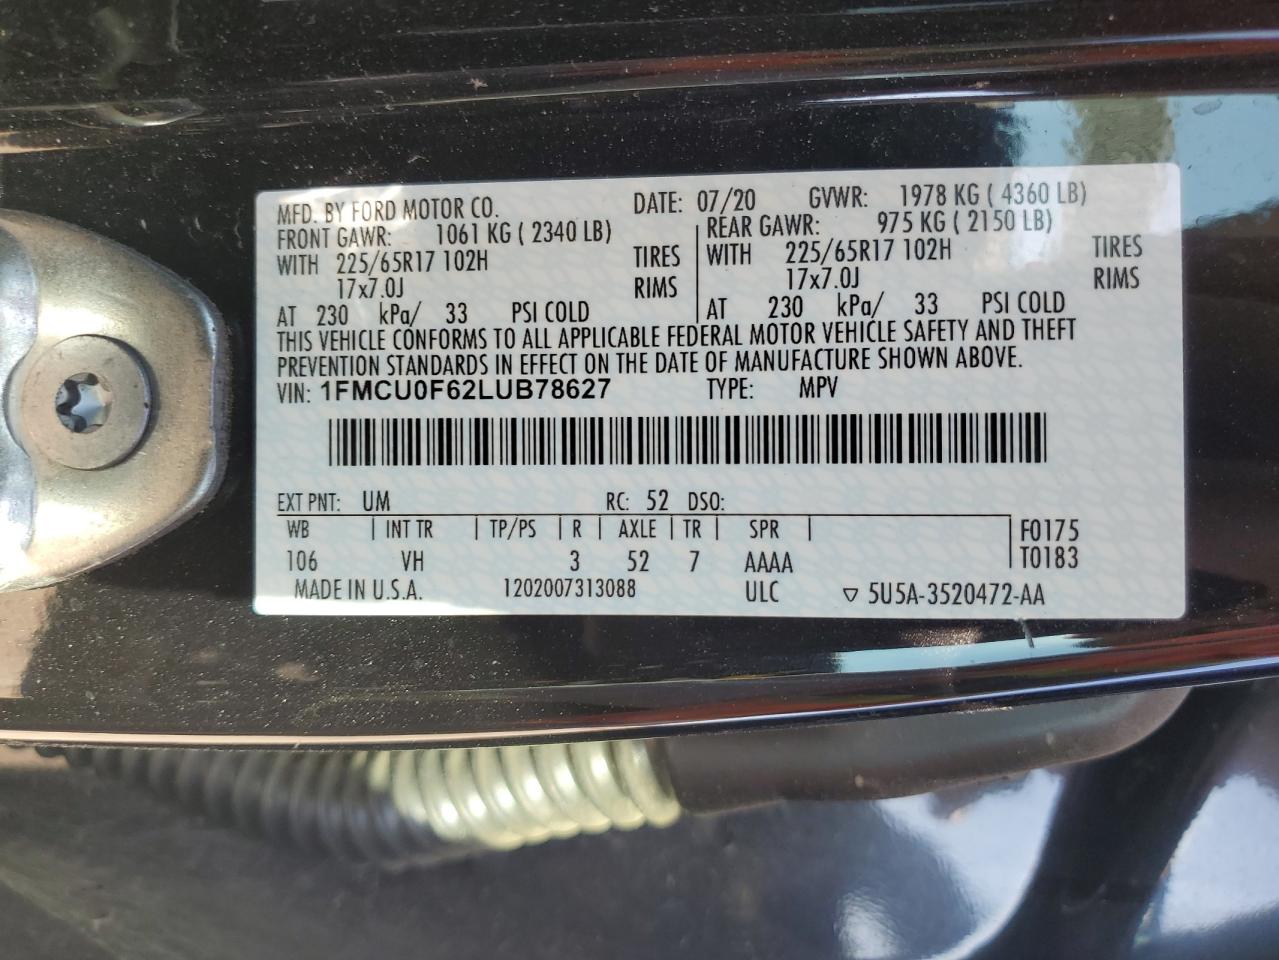 MFD. BY FORD MOTOR CO. DATE: 07/20 GVWR: 1978 KG ( 4360 LB)
FRONT GAWR: 1061 KG ( 2340 LB) REAR GAWR: 975 KG ( 2150 LB)
WITH 225/65R17 102H TIRES WITH 225/65R17 102H TIRES
17x7.0J RIMS 17x7.0J RIMS
AT 230 kPa/ 33 PSI COLD AT 230 kPa/ 33 PSI COLD
THIS VEHICLE CONFORMS TO ALL APPLICABLE FEDERAL MOTOR VEHICLE SAFETY AND THEFT
PREVENTION STANDARDS IN EFFECT ON THE DATE OF MANUFACTURE SHOWN ABOVE.
VIN: 1FMCU0F62LUB78627 TYPE: MPV
EXT PNT: UM RC: 52 DSO:
WB INT TR TP/PS R AXLE TR SPR F0175
106 VH 3 52 7 AAAA T0183
MADE IN U.S.A. 1202007313088 ULC ▽ 5U5A-3520472-AA